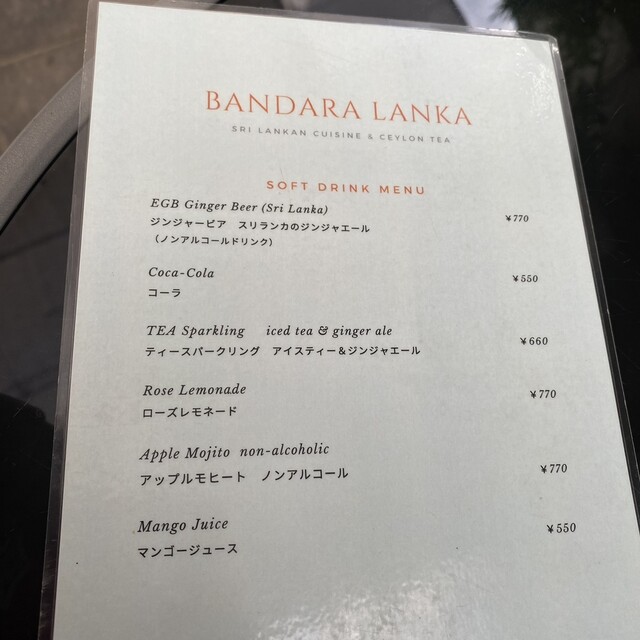 BANDARA LANKA
SRI LANKAN CUISINE & CEYLON TEA
SOFT DRINK MENU
EGB Ginger Beer (Sri Lanka) ¥770
ジンジャービア スリランカのジンジャエール
（ノンアルコールドリンク）
Coca-Cola ¥550
コーラ
TEA Sparkling iced tea & ginger ale ¥660
ティースパークリング アイスティー＆ジンジャエール
Rose Lemonade ¥770
ローズレモネード
Apple Mojito non-alcoholic ¥770
アップルモヒート ノンアルコール
Mango Juice ¥550
マンゴージュース